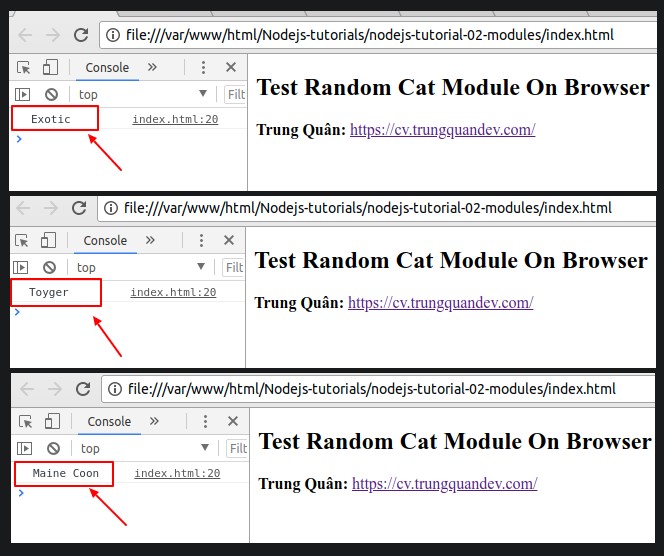 file:///var/www/html/Nodejs-tutorials/nodejs-tutorial-02-modules/index.html
Console
top
Filt
Exotic index.html:20
Test Random Cat Module On Browser
Trung Quân: https://cv.trungquandev.com/
file:///var/www/html/Nodejs-tutorials/nodejs-tutorial-02-modules/index.html
Console
top
Filt
Toyger index.html:20
Test Random Cat Module On Browser
Trung Quân: https://cv.trungquandev.com/
file:///var/www/html/Nodejs-tutorials/nodejs-tutorial-02-modules/index.html
Console
top
Filt
Maine Coon index.html:20
Test Random Cat Module On Browser
Trung Quân: https://cv.trungquandev.com/